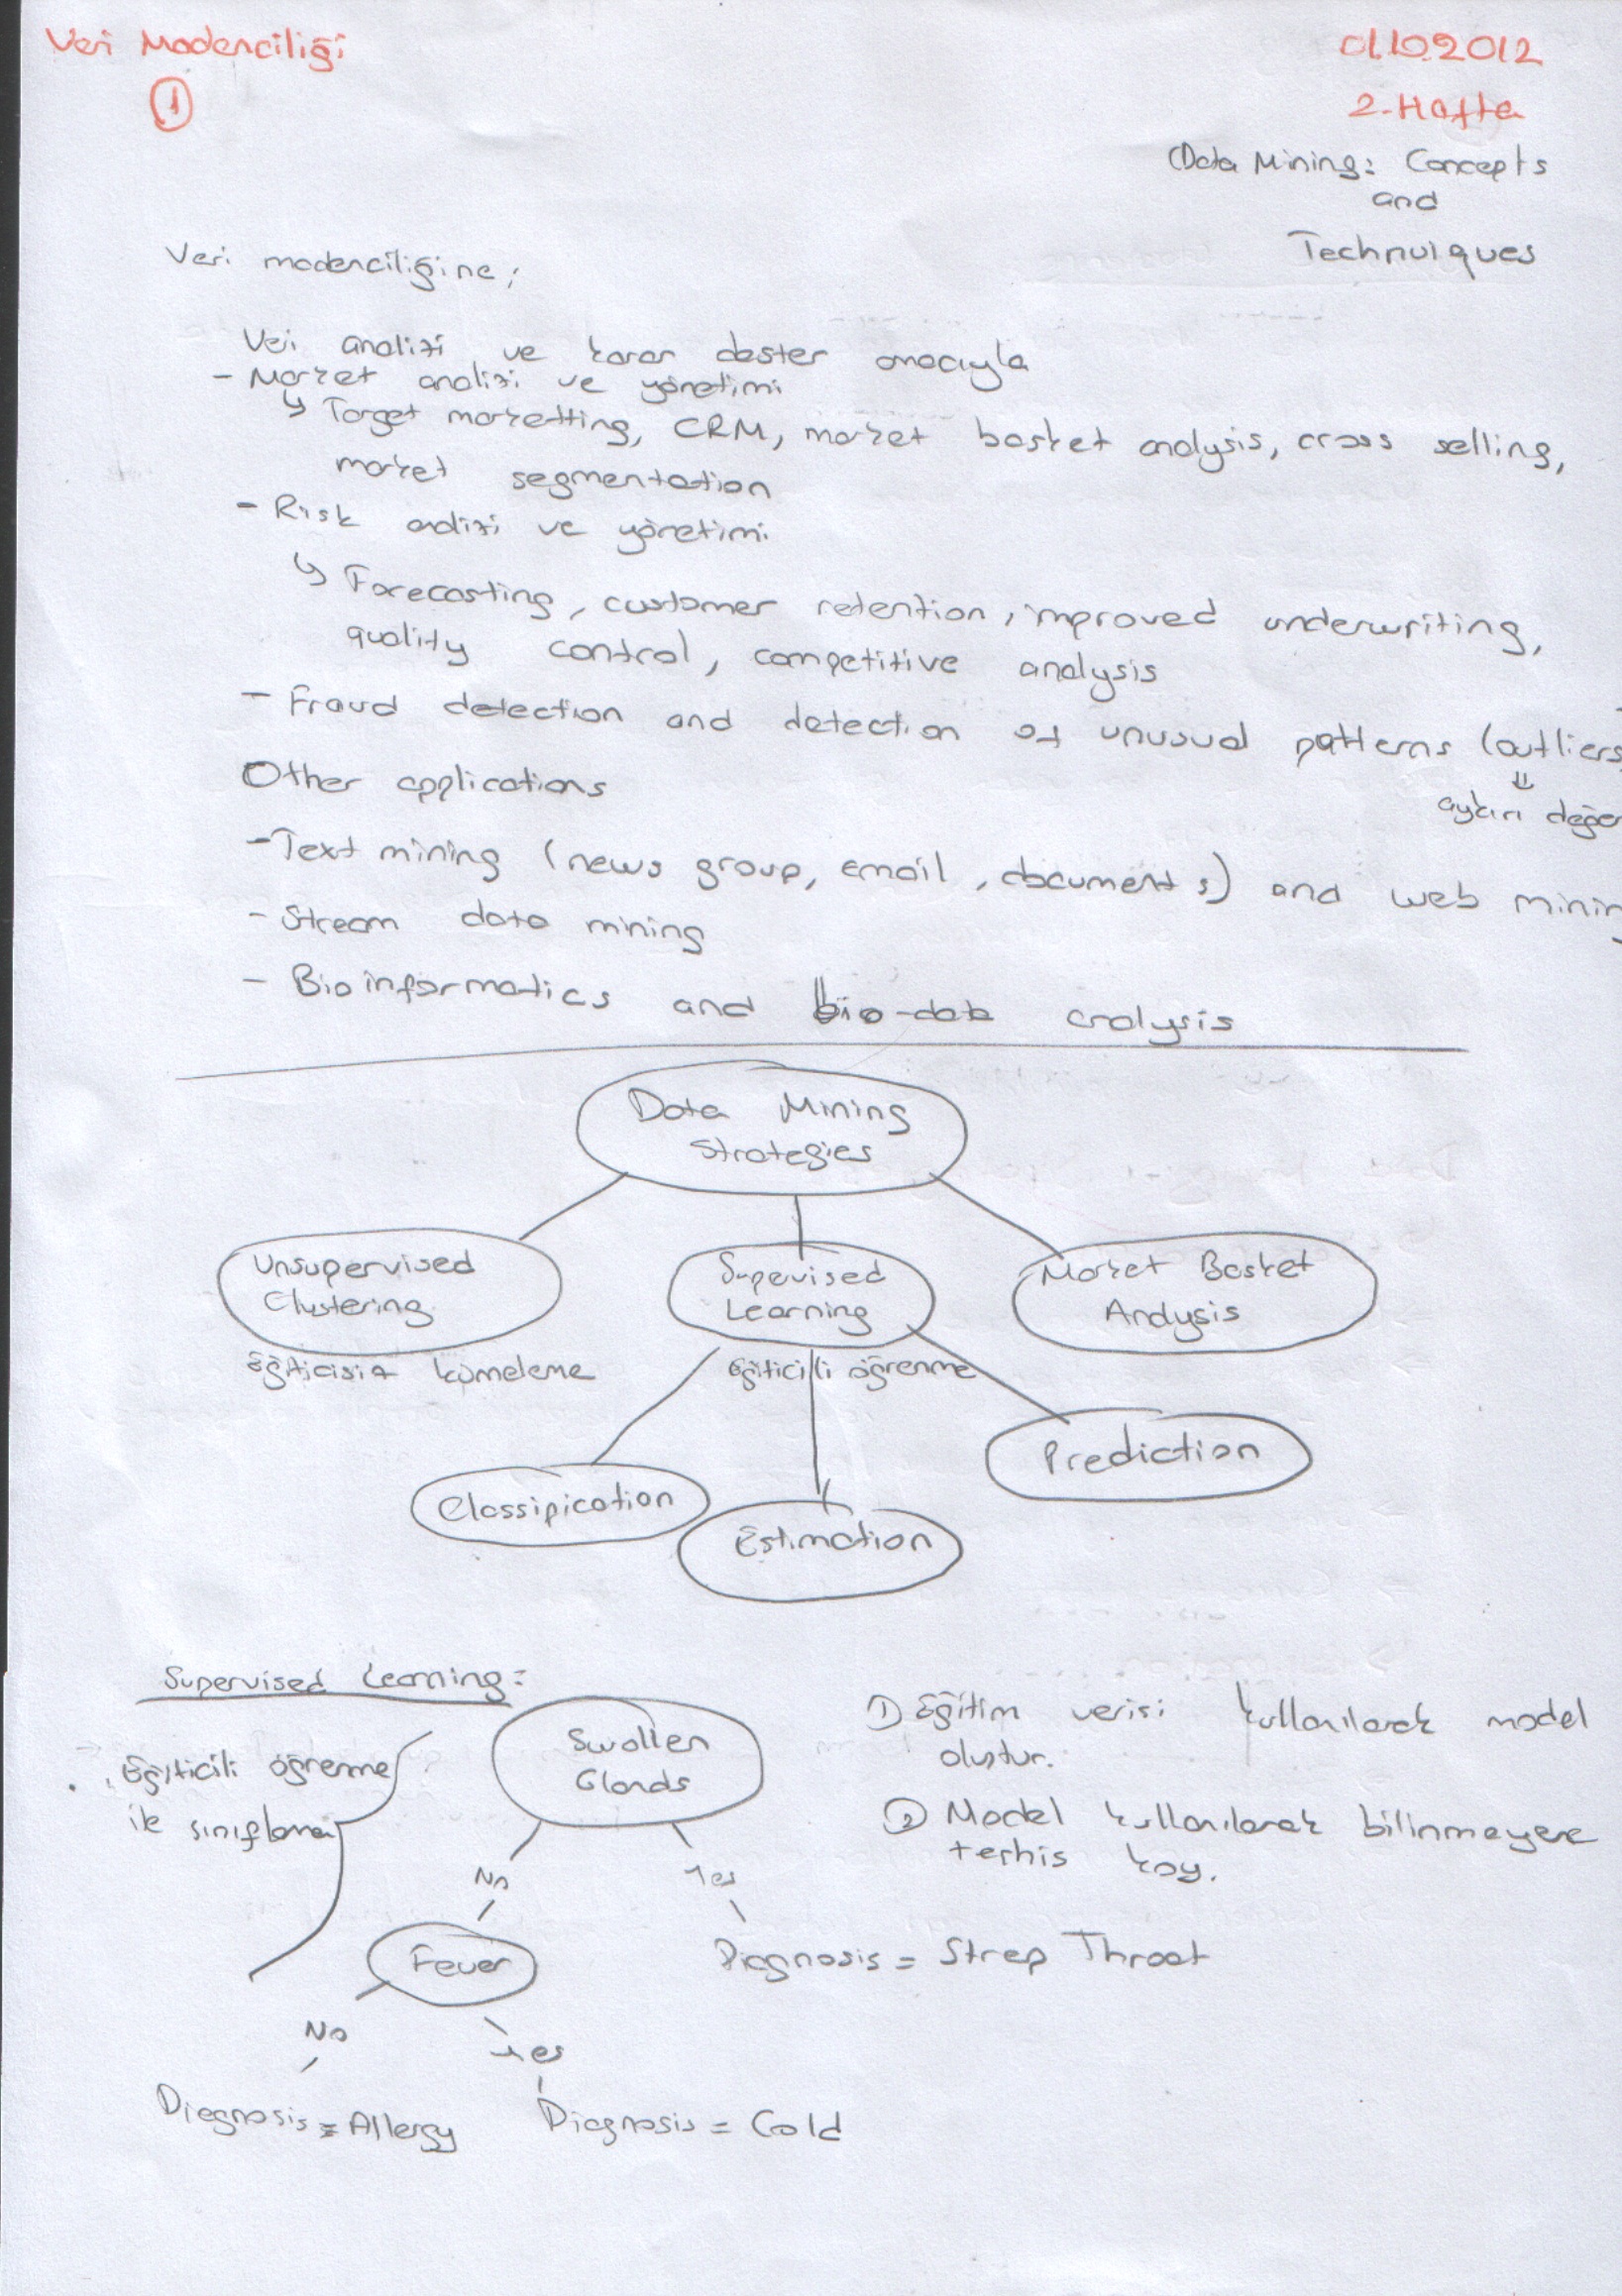 Veri Madenciliği
01.10.2012
1
2. Hafta
(Data Mining: Concepts
and
Techniques
Veri madenciliğine;
Veri analizi ve karar destek amacıyla
- Market analizi ve yönetimi
↳ Target marketting, CRM, market basket analysis, cross selling,
market segmentation
- Risk analizi ve yönetimi
↳ Forecasting, customer retention, improved underwriting,
quality control, competitive analysis
- Fraud detection and detection of unusual patterns (outliers
⇓
aykırı değer
Other applications
- Text mining (news group, email, documents) and web minin
- Stream data mining
- Bioinformatics and bio-data analysis
Data Mining
Strategies
Unsupervised
Clustering
Supevised
Learning
Market Basket
Analysis
Eğiticisiz kümeleme
Eğiticili öğrenme
Classification
Estimation
Prediction
Supervised Learning:
Eğiticili öğrenme
ile sınıflama
Swollen
Glands
1) Eğitim verisi kullanılarak model
oluştur.
2) Model kullanılarak bilinmeyene
teşhis koy.
No
Yes
Fever
Diagnosis = Strep Throat
No
Yes
Diagnosis = Allergy
Diagnosis = Cold